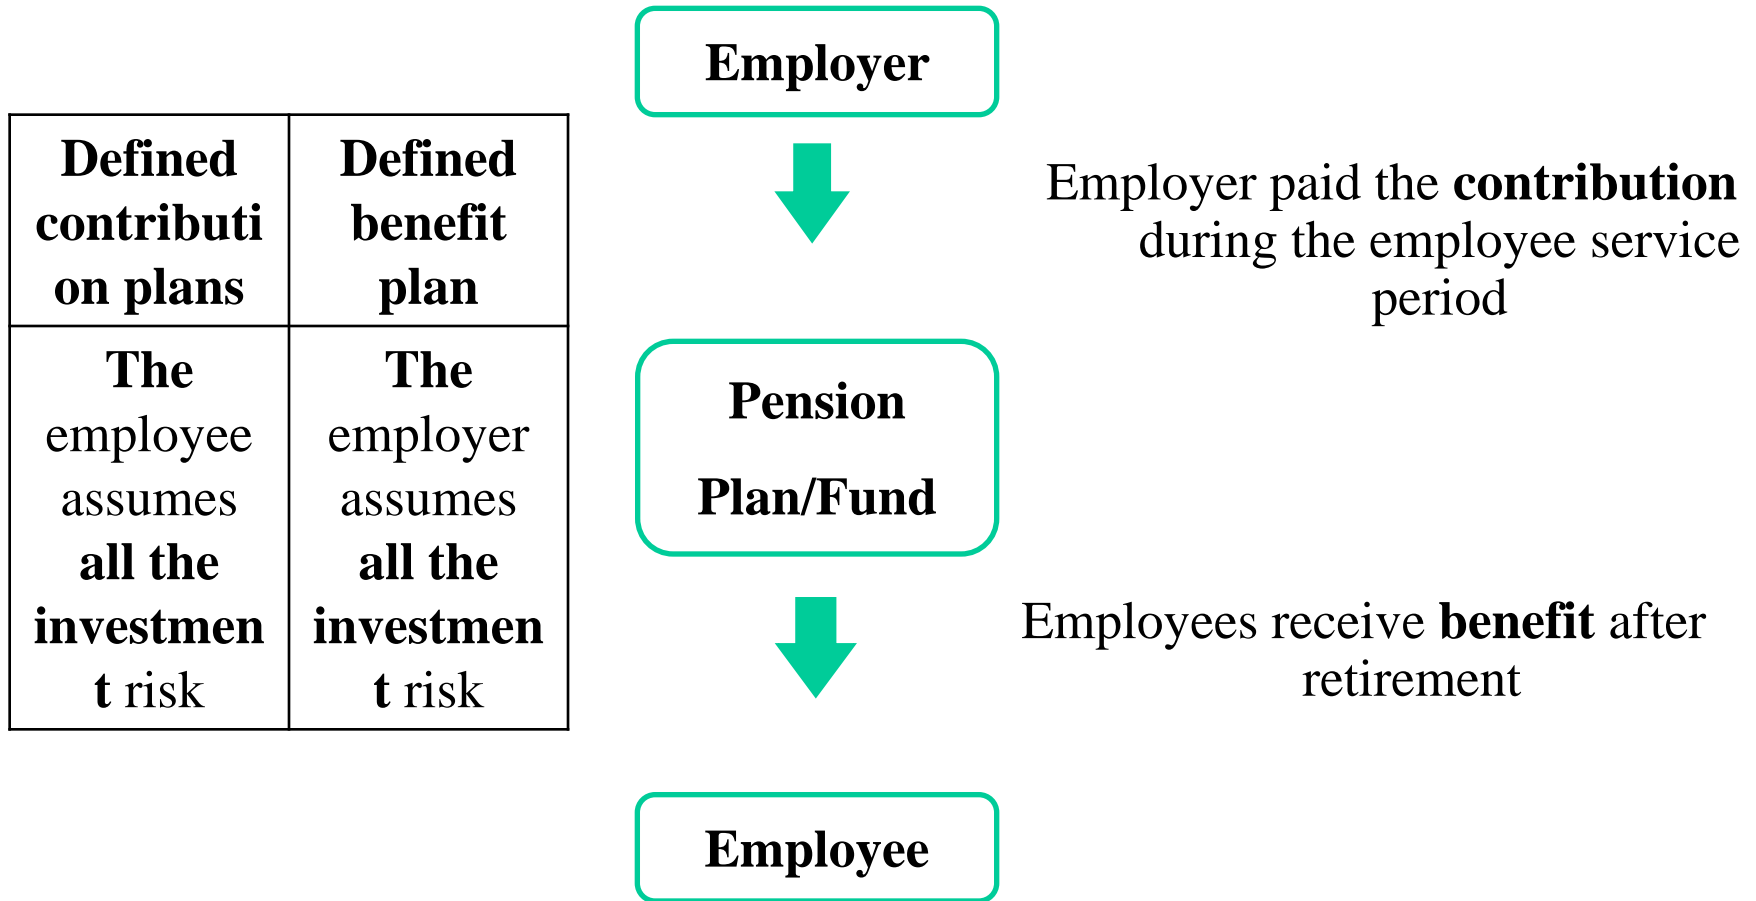 Employer
Defined
contributi
on plans
Defined
benefit
plan
The
employee
assumes
all the
investmen
t risk
The
employer
assumes
all the
investmen
t risk
Employer paid the contribution
during the employee service
period
Pension
Plan/Fund
Employees receive benefit after
retirement
Employee